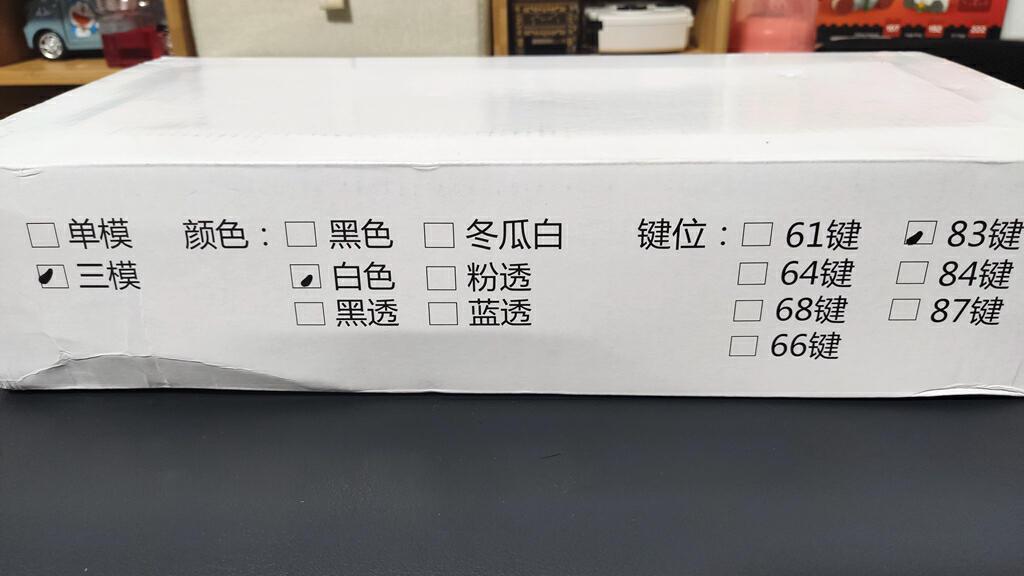 ☐ 单模 颜色：☐ 黑色 ☐ 冬瓜白 键位：☐ 61键 ☑ 83键
☑ 三模 ☑ 白色 ☐ 粉透 ☐ 64键 ☐ 84键
☐ 黑透 ☐ 蓝透 ☐ 68键 ☐ 87键
☐ 66键